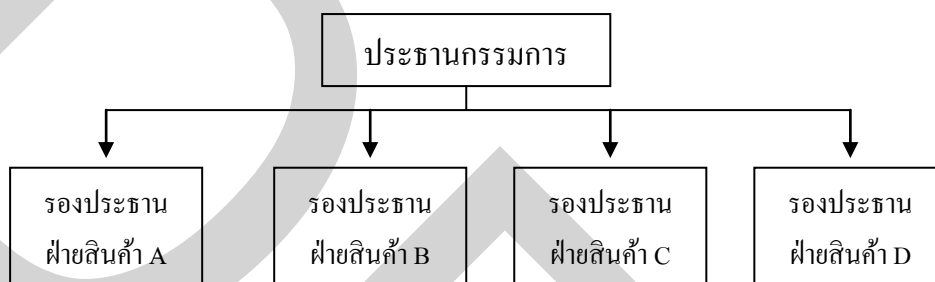 ประธานกรรมการ
รองประธาน
ฝ่ายสินค้า A
รองประธาน
ฝ่ายสินค้า B
รองประธาน
ฝ่ายสินค้า C
รองประธาน
ฝ่ายสินค้า D